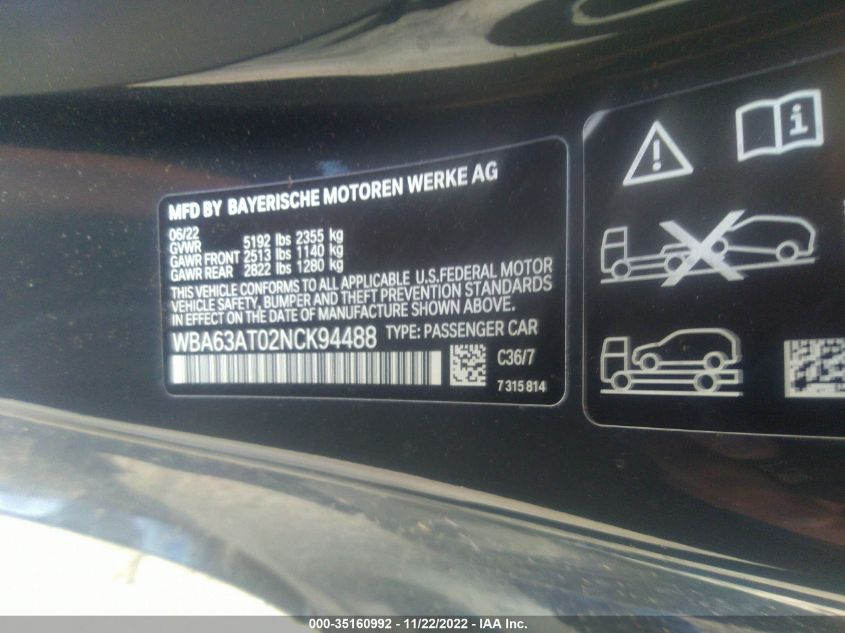 MFD BY BAYERISCHE MOTOREN WERKE AG
06/22
GVWR 5192 lbs 2355 kg
GAWR FRONT 2513 lbs 1140 kg
GAWR REAR 2822 lbs 1280 kg
THIS VEHICLE CONFORMS TO ALL APPLICABLE U.S.FEDERAL MOTOR
VEHICLE SAFETY, BUMPER AND THEFT PREVENTION STANDARDS
IN EFFECT ON THE DATE OF MANUFACTURE SHOWN ABOVE.
WBA63AT02NCK94488 TYPE: PASSENGER CAR
C36/7
7 315 814
000-35160992 - 11/22/2022 - IAA Inc.